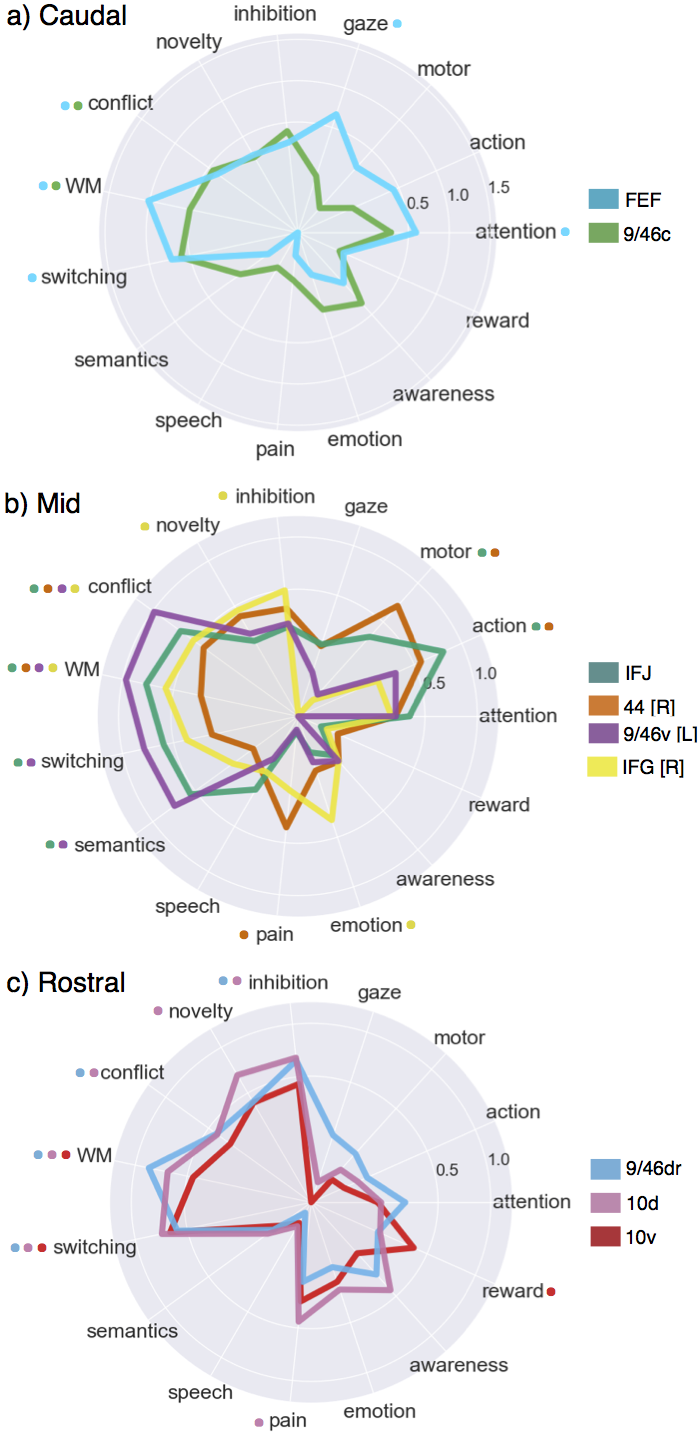 a) Caudal
inhibition
gaze
novelty
motor
conflict
action
WM
0.5 1.0 1.5
FEF
attention
9/46c
switching
reward
semantics
awareness
speech
emotion
pain
b) Mid
inhibition
gaze
novelty
motor
conflict
action
WM
0.5 1.0
IFJ
44 [R]
attention
9/46v [L]
switching
IFG [R]
reward
semantics
awareness
speech
emotion
pain
c) Rostral
inhibition
gaze
novelty
motor
conflict
action
WM
0.5 1.0
9/46dr
attention
10d
10v
switching
reward
semantics
awareness
speech
emotion
pain